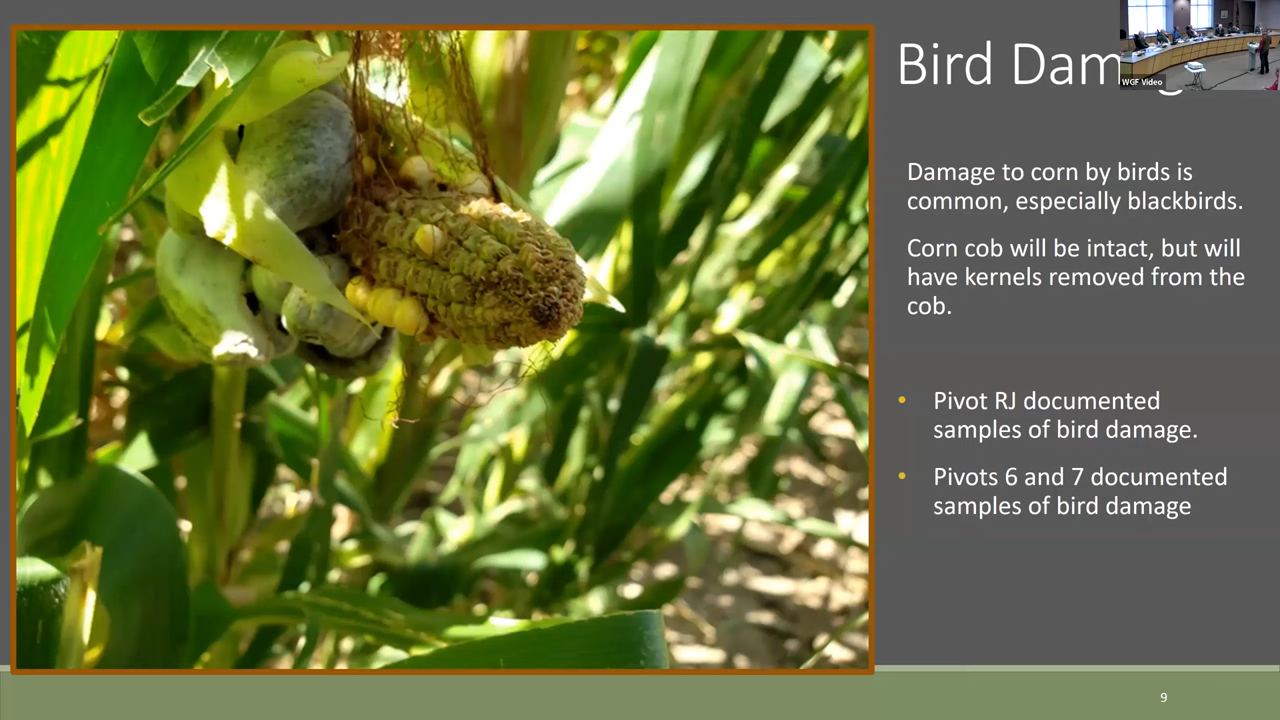 Bird Dam
WGF Video
Damage to corn by birds is
common, especially blackbirds.
Corn cob will be intact, but will
have kernels removed from the
cob.
• Pivot RJ documented
samples of bird damage.
• Pivots 6 and 7 documented
samples of bird damage
9